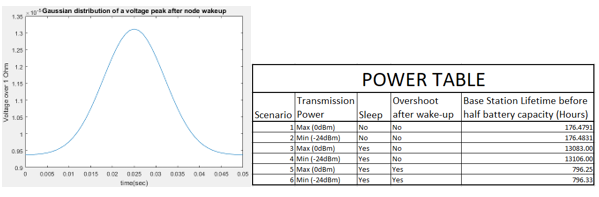 ×10⁻³ Gaussian distribution of a voltage peak after node wakeup
1.35
1.3
1.25
1.2
1.15
1.1
1.05
1
0.95
0.9
Voltage over 1 Ohm
0 0.005 0.01 0.015 0.02 0.025 0.03 0.035 0.04 0.045 0.05
time(sec)
POWER TABLE
Scenario Transmission Power Sleep Overshoot after wake-up Base Station Lifetime before half battery capacity (Hours)
1 Max (0dBm) No No 176.4791
2 Min (-24dBm) No No 176.4831
3 Max (0dBm) Yes No 13083.00
4 Min (-24dBm) Yes No 13106.00
5 Max (0dBm) Yes Yes 796.25
6 Min (-24dBm) Yes Yes 796.33